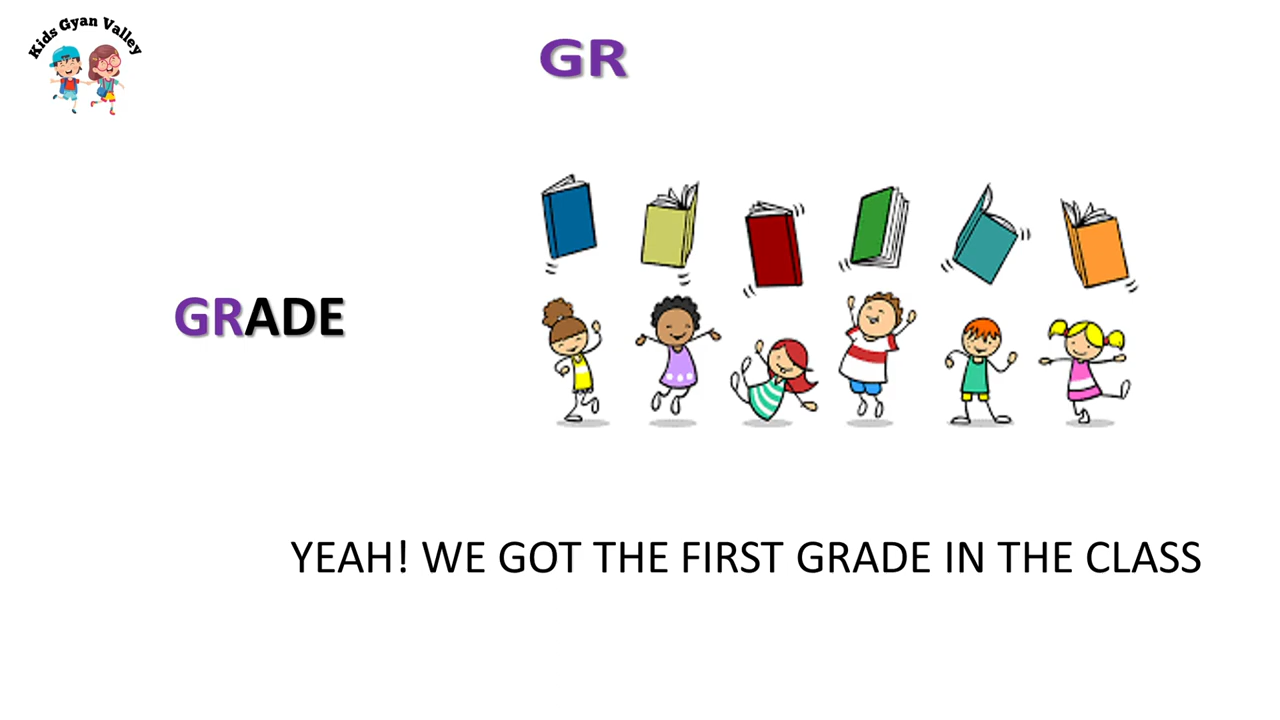 Kids Gyan Valley
GR
GRADE
YEAH! WE GOT THE FIRST GRADE IN THE CLASS